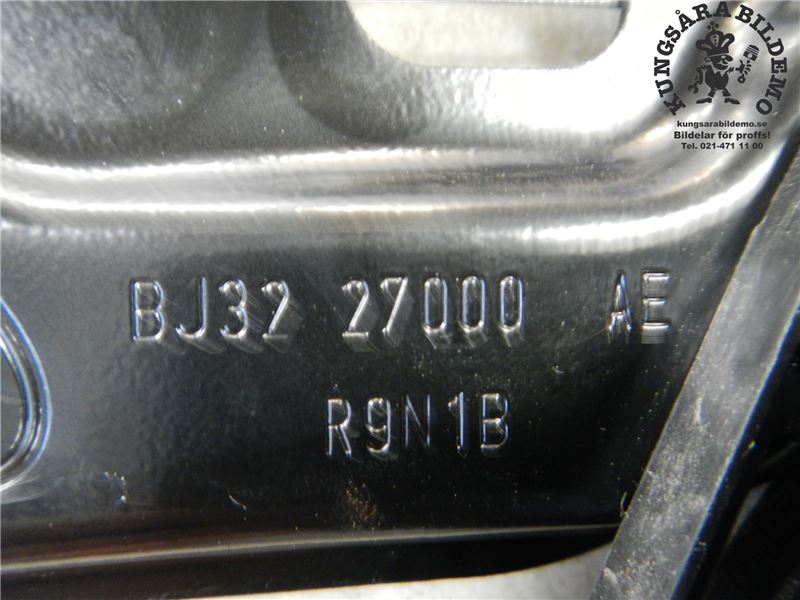 KUNGSÅRA BILDEMO
kungsarabildemo.se
Bildelar för proffs!
Tel. 021-471 11 00
BJ32 27000 AE
R9N1B